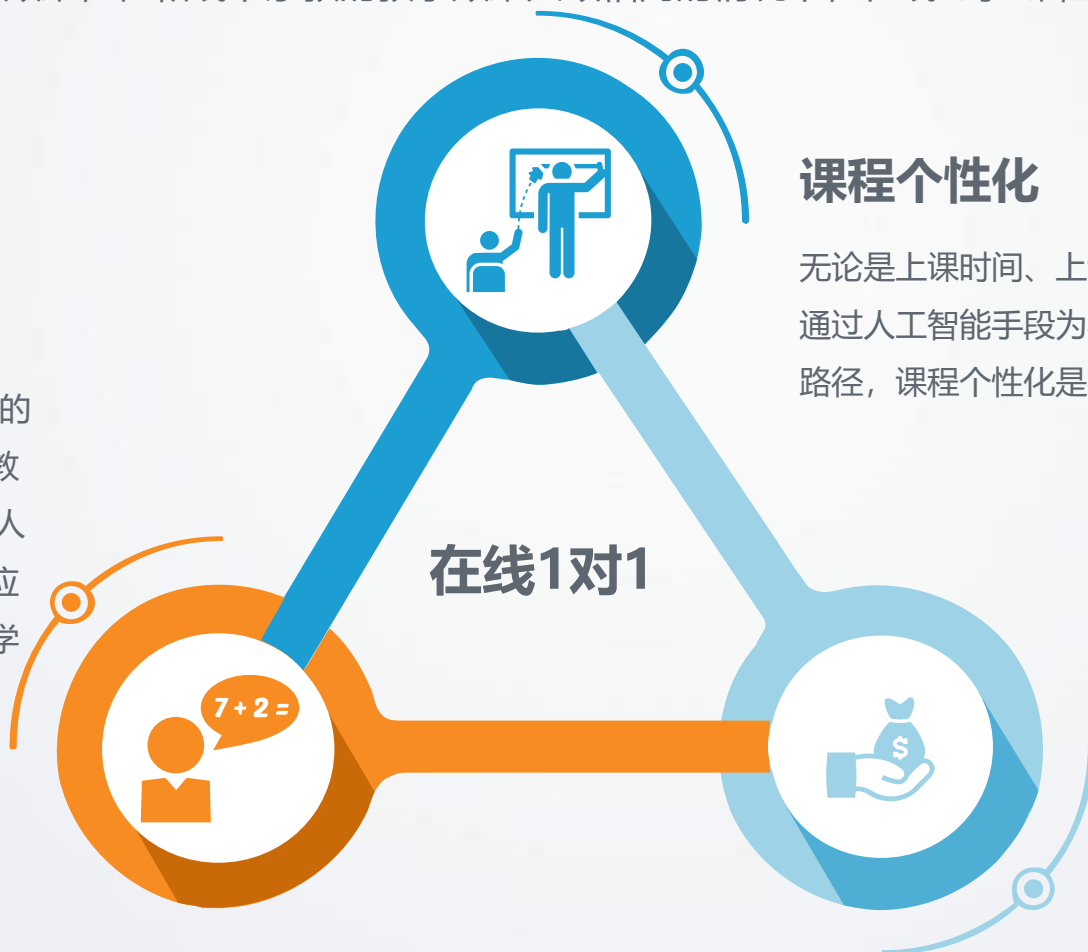 课程个性化
无论是上课时间、上
通过人工智能手段为
路径，课程个性化是
的
教
人
应
学
在线1对1
7 + 2 =
$